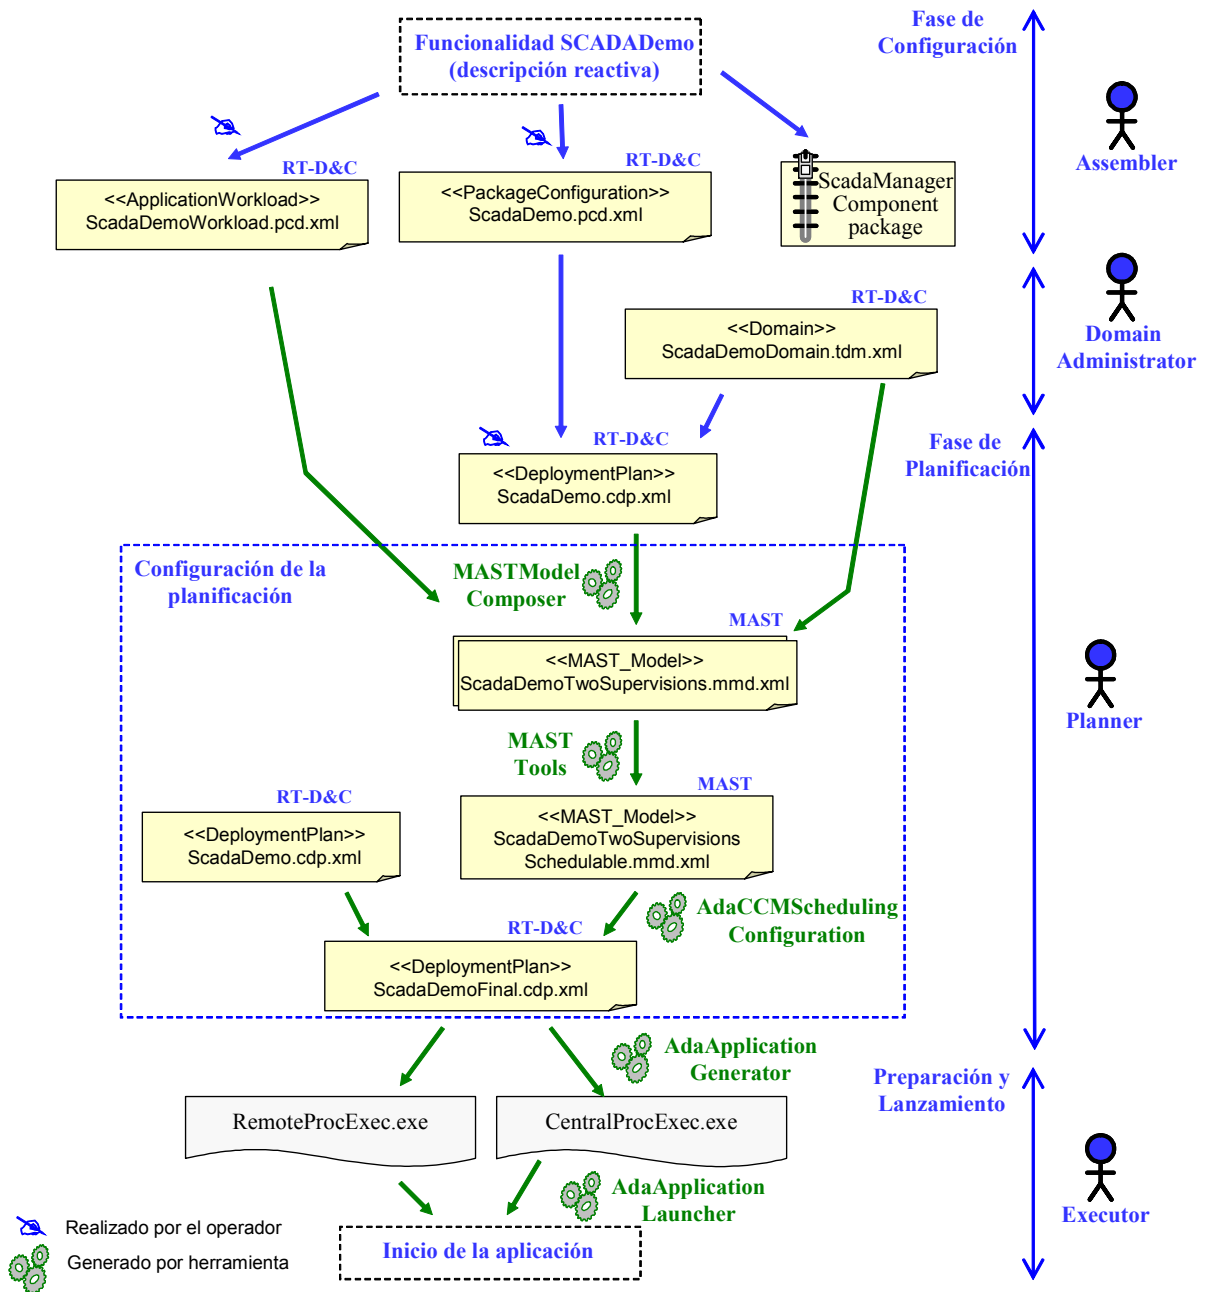 Funcionalidad SCADADemo
(descripción reactiva)
Fase de
Configuración
Assembler
RT-D&C
<<ApplicationWorkload>>
ScadaDemoWorkload.pcd.xml
RT-D&C
<<PackageConfiguration>>
ScadaDemo.pcd.xml
ScadaManager
Component
package
RT-D&C
<<Domain>>
ScadaDemoDomain.tdm.xml
Domain
Administrator
RT-D&C
<<DeploymentPlan>>
ScadaDemo.cdp.xml
Fase de
Planificación
Configuración de la
planificación
MASTModel
Composer
MAST
<<MAST_Model>>
ScadaDemoTwoSupervisions.mmd.xml
Planner
MAST
Tools
MAST
<<MAST_Model>>
ScadaDemoTwoSupervisions
Schedulable.mmd.xml
RT-D&C
<<DeploymentPlan>>
ScadaDemo.cdp.xml
AdaCCMScheduling
Configuration
RT-D&C
<<DeploymentPlan>>
ScadaDemoFinal.cdp.xml
AdaApplication
Generator
Preparación y
Lanzamiento
RemoteProcExec.exe
CentralProcExec.exe
AdaApplication
Launcher
Executor
Inicio de la aplicación
Realizado por el operador
Generado por herramienta